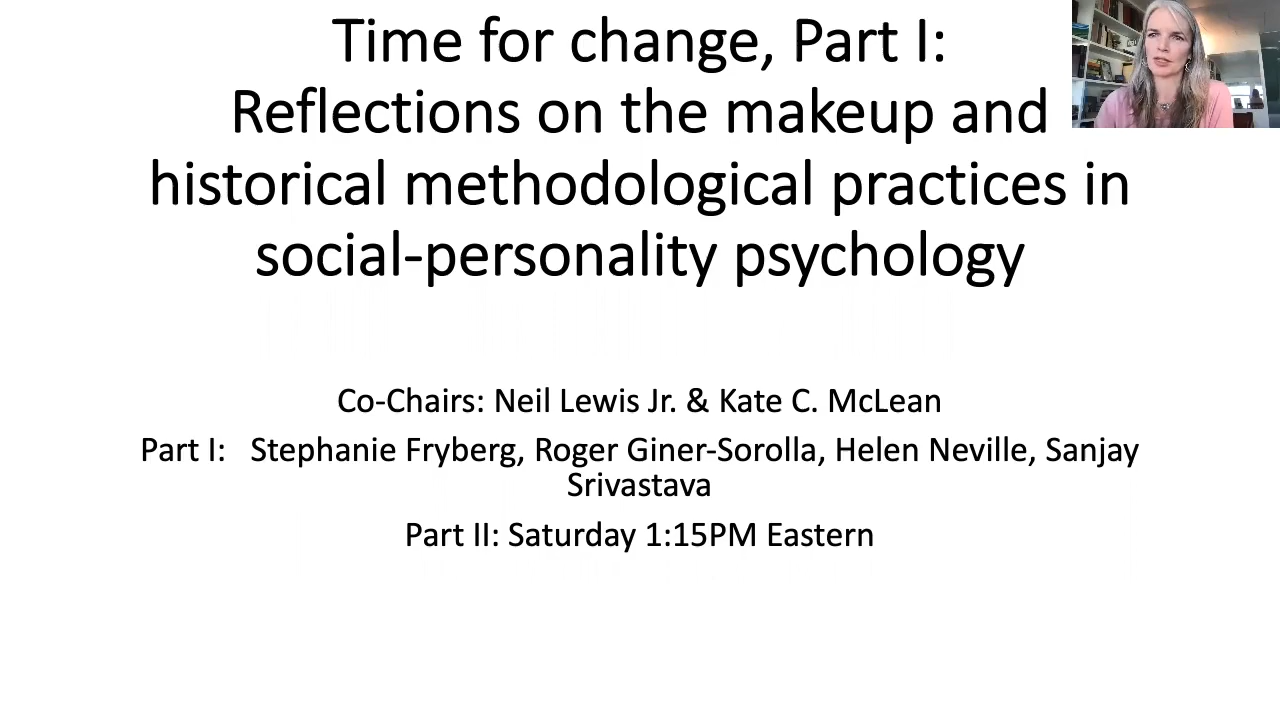 Time for change, Part I:
Reflections on the makeup and
historical methodological practices in
social-personality psychology
Co-Chairs: Neil Lewis Jr. & Kate C. McLean
Part I: Stephanie Fryberg, Roger Giner-Sorolla, Helen Neville, Sanjay
Srivastava
Part II: Saturday 1:15PM Eastern